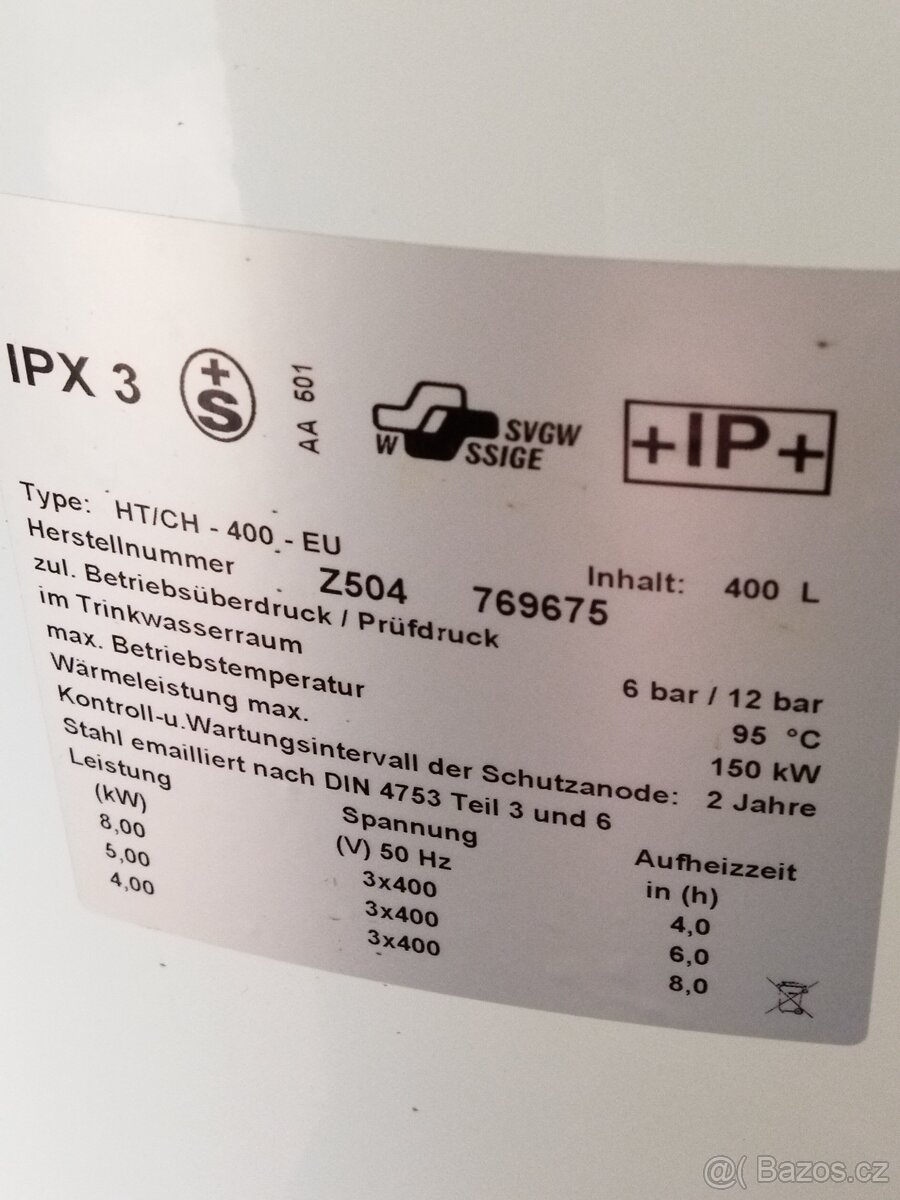 IPX 3
+
S
AA 501
W
SVGW
SSIGE
+IP+
Type: HT/CH - 400 - EU
Inhalt: 400 L
Herstellnummer Z504 769675
zul. Betriebsüberdruck / Prüfdruck
im Trinkwasserraum 6 bar / 12 bar
max. Betriebstemperatur 95 °C
Wärmeleistung max. 150 kW
Kontroll-u.Wartungsintervall der Schutzanode: 2 Jahre
Stahl emailliert nach DIN 4753 Teil 3 und 6
Leistung Spannung Aufheizzeit
(kW) (V) 50 Hz in (h)
8,00 3x400 4,0
5,00 3x400 6,0
4,00 3x400 8,0
@( Bazos.cz